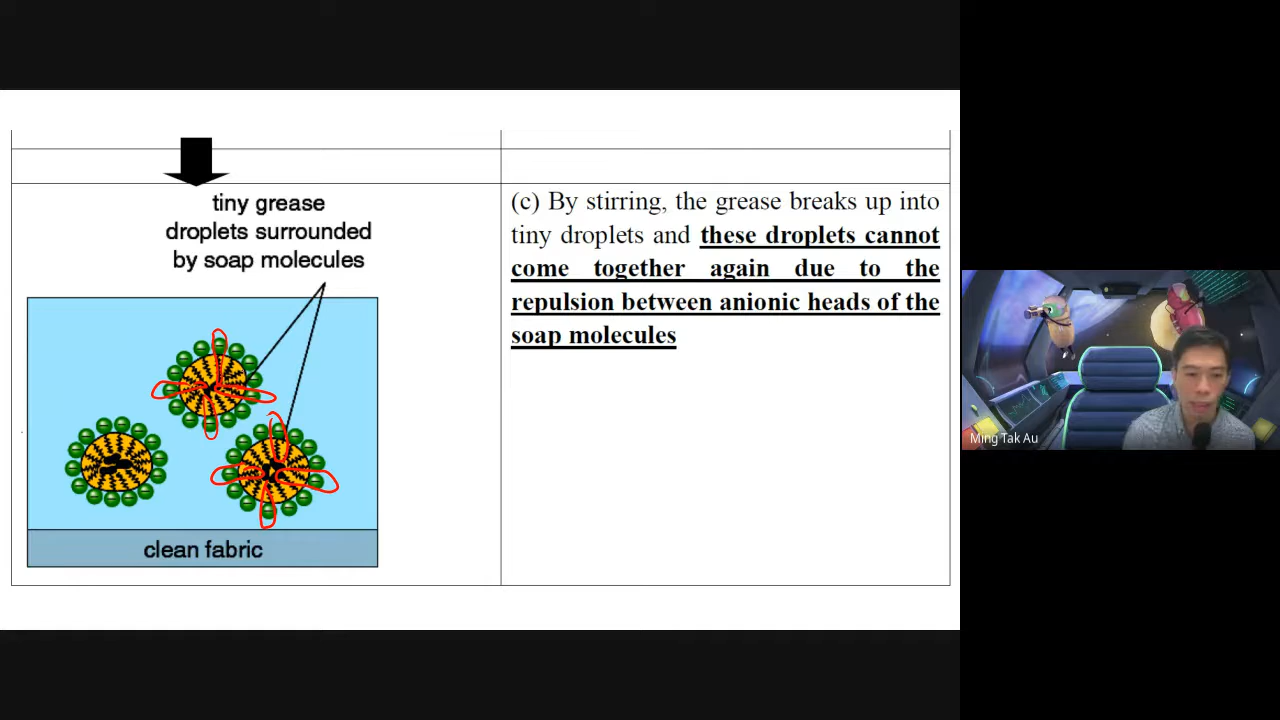 tiny grease
droplets surrounded
by soap molecules
clean fabric
(c) By stirring, the grease breaks up into
tiny droplets and these droplets cannot
come together again due to the
repulsion between anionic heads of the
soap molecules
Ming Tak Au